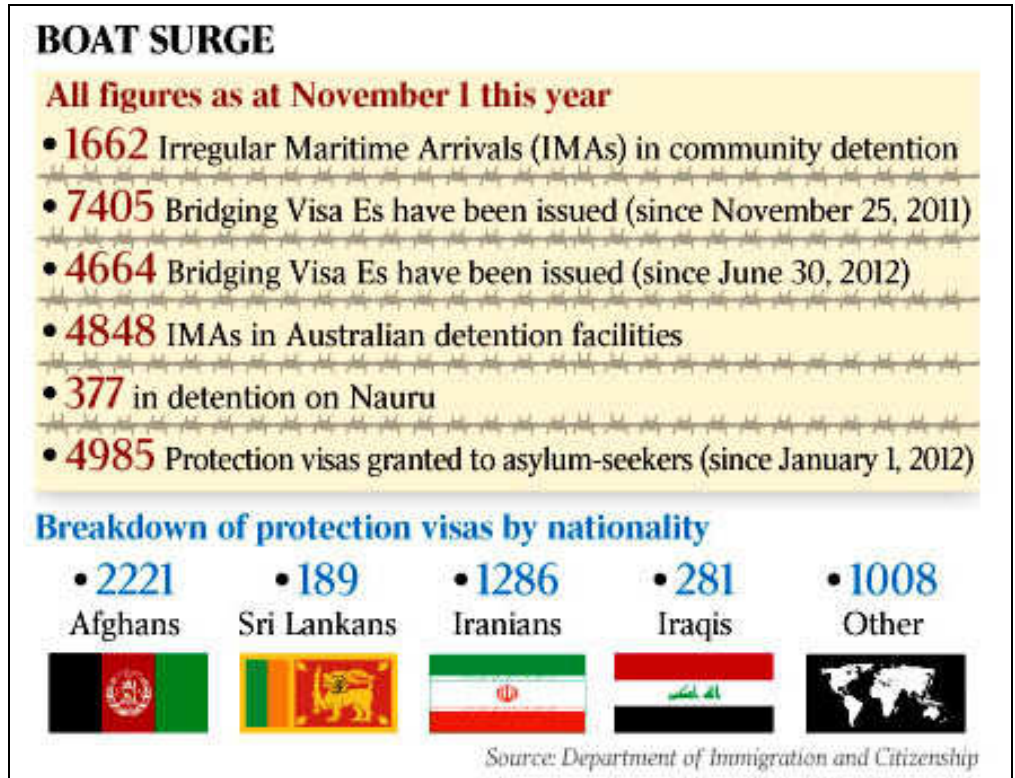 BOAT SURGE
All figures as at November 1 this year
• 1662 Irregular Maritime Arrivals (IMAs) in community detention
• 7405 Bridging Visa Es have been issued (since November 25, 2011)
• 4664 Bridging Visa Es have been issued (since June 30, 2012)
• 4848 IMAs in Australian detention facilities
• 377 in detention on Nauru
• 4985 Protection visas granted to asylum-seekers (since January 1, 2012)
Breakdown of protection visas by nationality
• 2221 • 189 • 1286 • 281 • 1008
Afghans Sri Lankans Iranians Iraqis Other
الله اكبر
Source: Department of Immigration and Citizenship